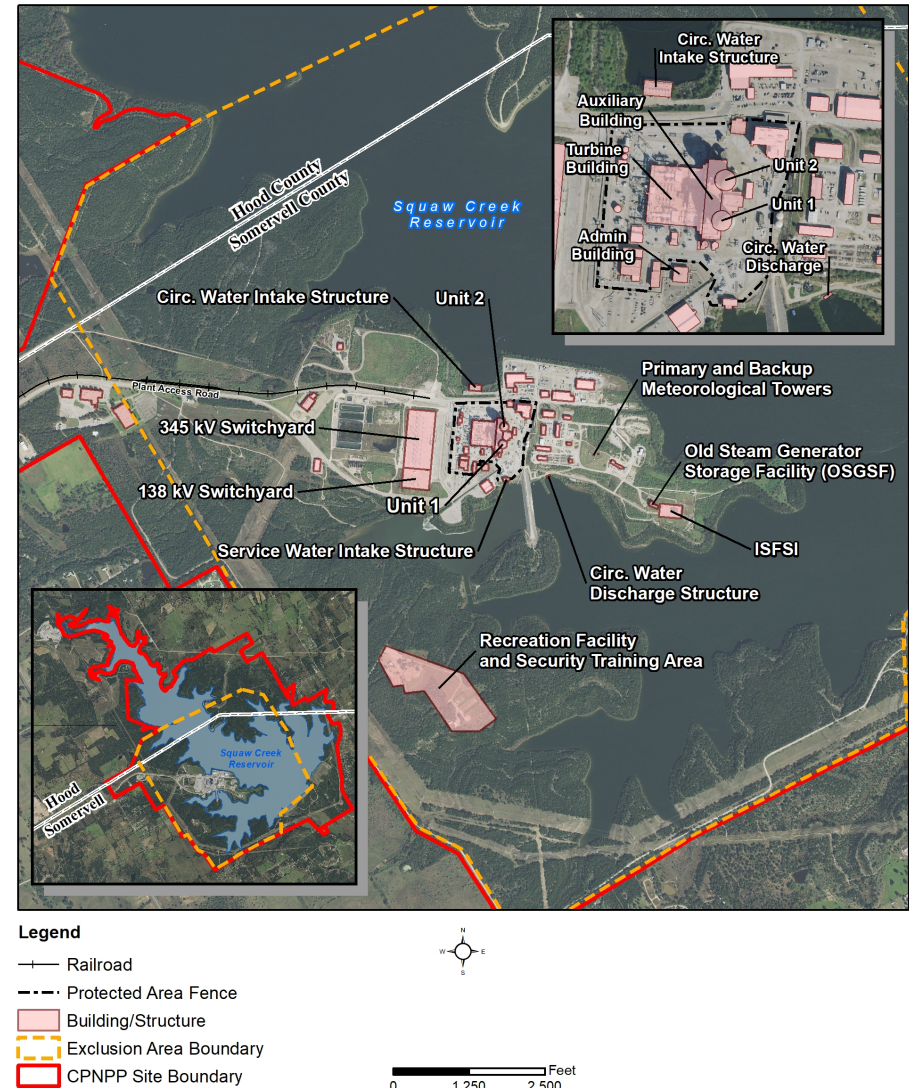 Circ. Water
Intake Structure
Auxiliary
Building
Turbine
Building
Unit 2
Unit 1
Admin
Building
Circ. Water
Discharge
Hood County
Somervell County
Squaw Creek
Reservoir
Circ. Water Intake Structure
Unit 2
Primary and Backup
Meteorological Towers
Plant Access Road
345 kV Switchyard
Old Steam Generator
Storage Facility (OSGSF)
138 kV Switchyard
Unit 1
Service Water Intake Structure
ISFSI
Circ. Water
Discharge Structure
Recreation Facility
and Security Training Area
Squaw Creek
Reservoir
Hood
Somervell
Legend
Railroad
Protected Area Fence
Building/Structure
Exclusion Area Boundary
CPNPP Site Boundary
N
W
E
S
Feet
0
1,250
2,500